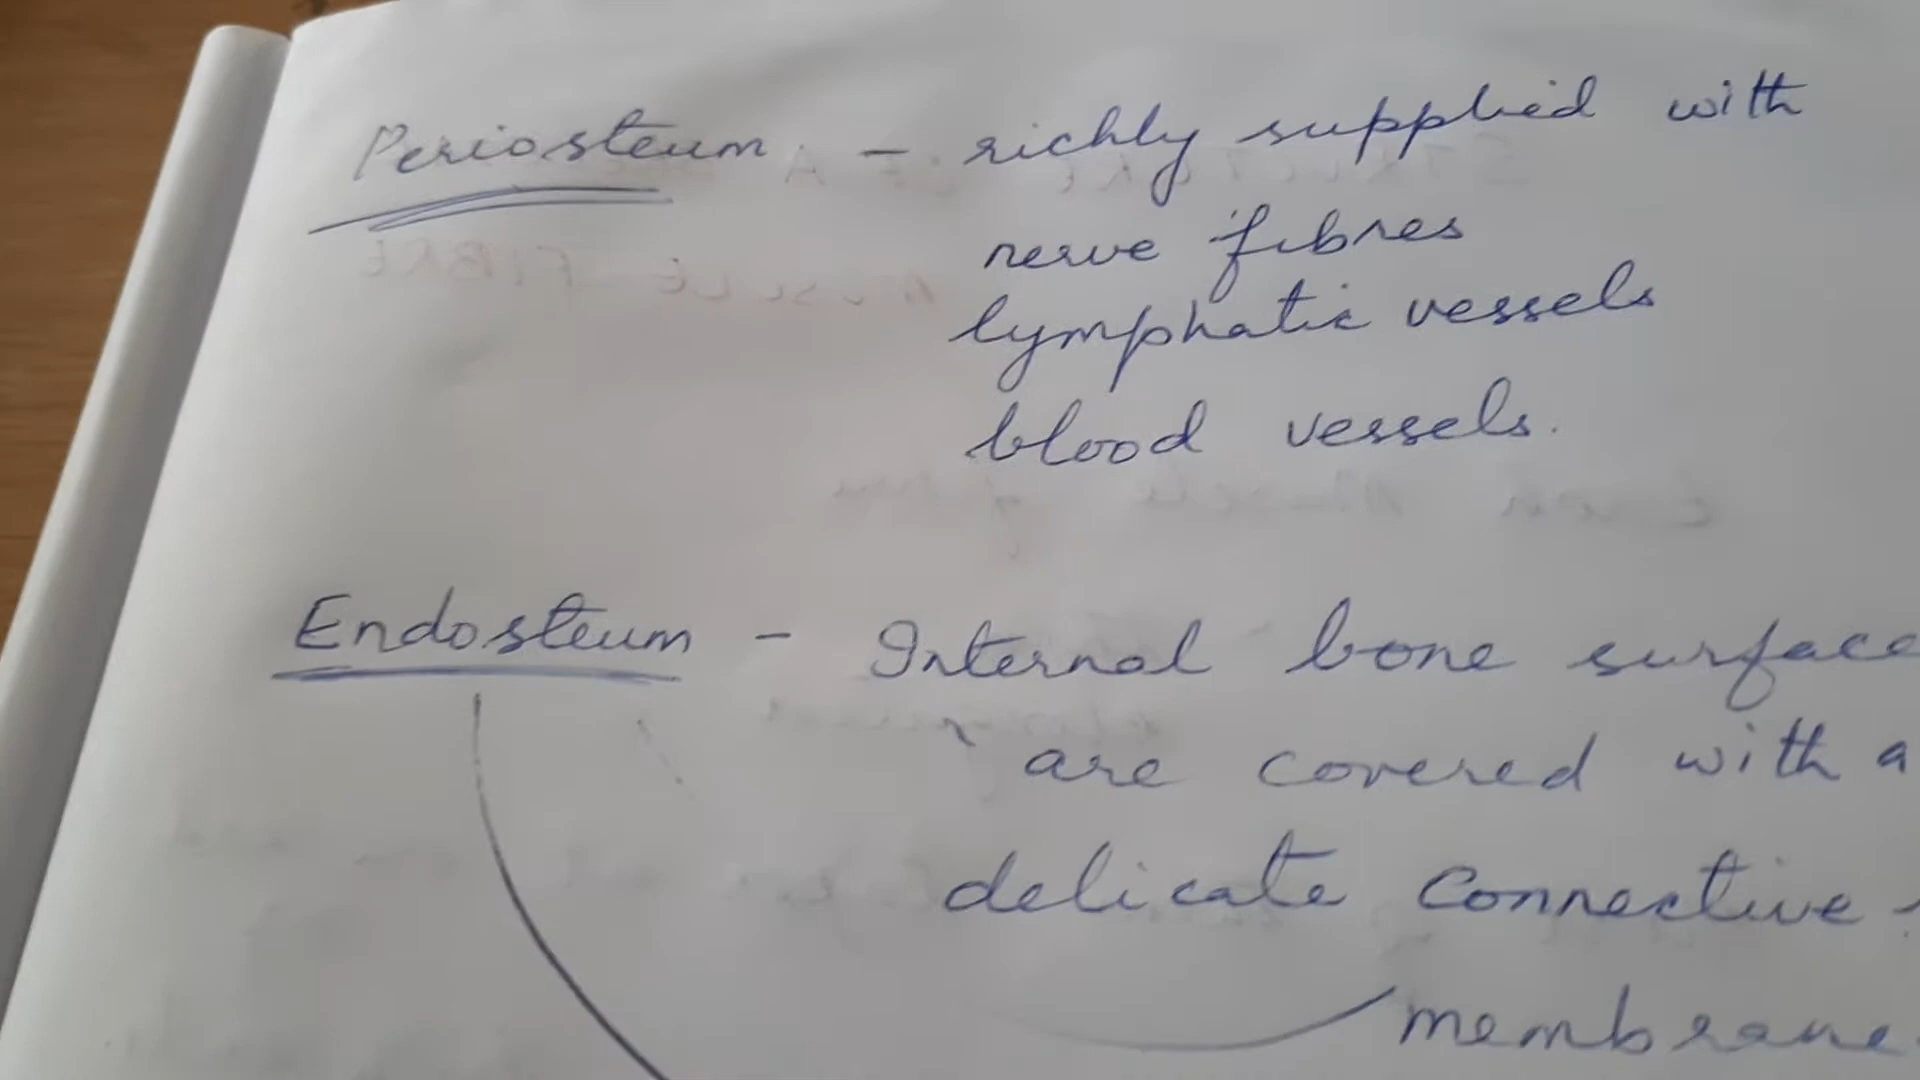 Periosteum - richly supplied with
nerve fibres
lymphatic vessels
blood vessels.
Endosteum - Internal bone surface
are covered with a
delicate connective
membrane